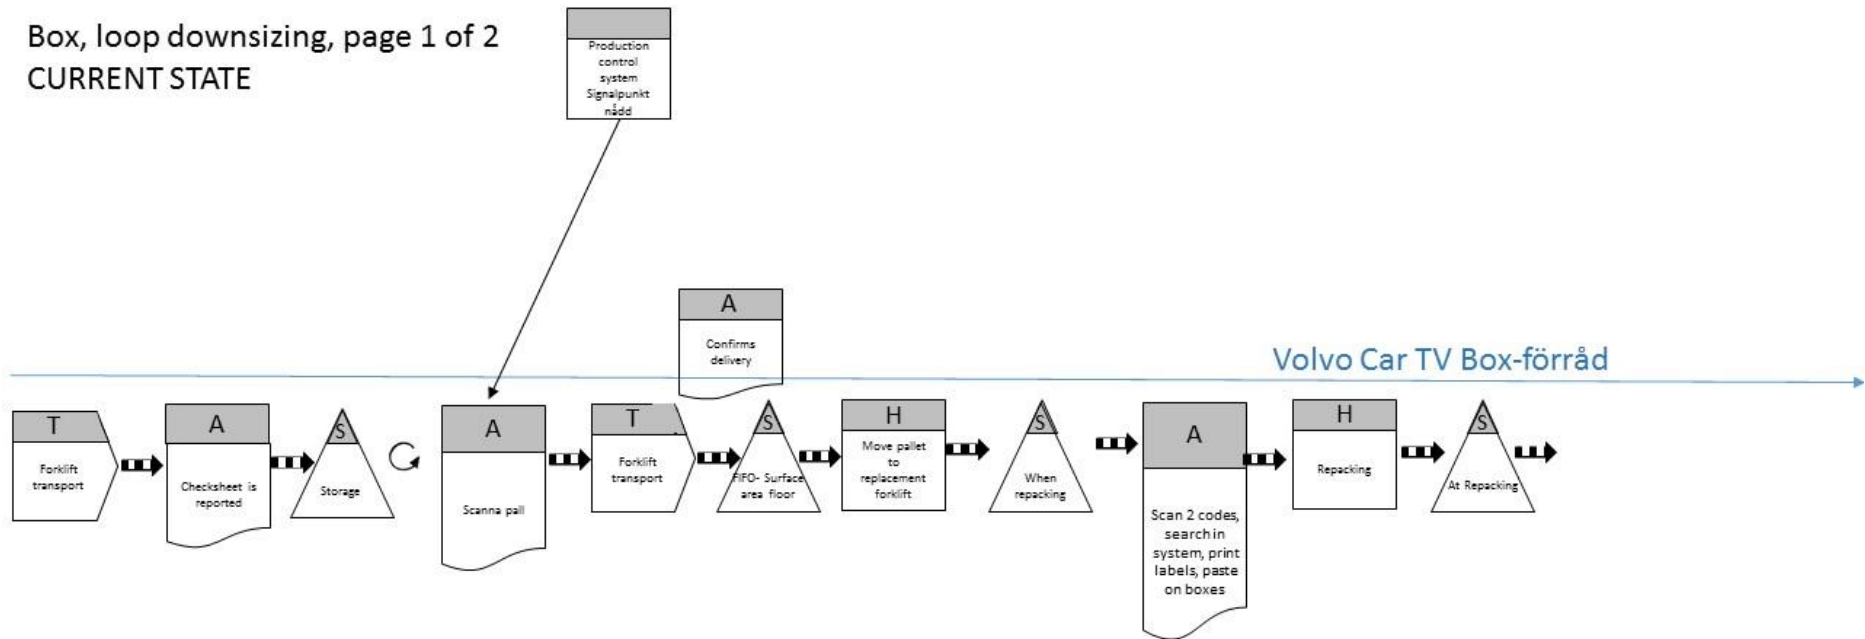 Box, loop downsizing, page 1 of 2
CURRENT STATE
Production
control
system
Signalpunkt
nådd
A
Confirms
delivery
Volvo Car TV Box-förråd
T
Forklift
transport
A
Checksheet is
reported
S
Storage
A
Scanna pall
T
Forklift
transport
S
FIFO- Surface
area floor
H
Move pallet
to
replacement
forklift
S
When
repacking
A
Scan 2 codes,
search in
system, print
labels, paste
on boxes
H
Repacking
S
At Repacking